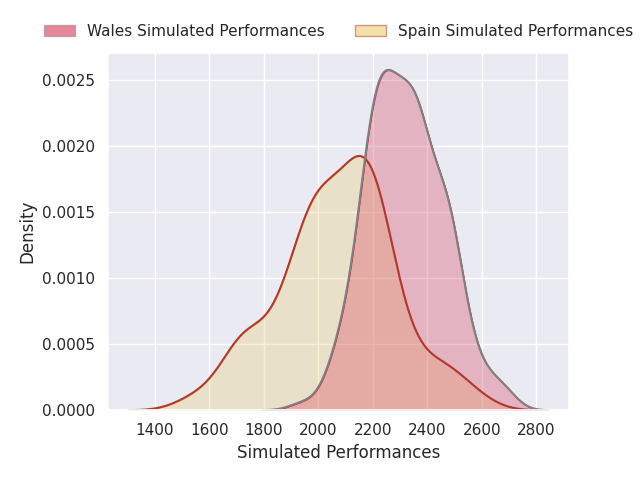 Wales Simulated Performances Spain Simulated Performances
0.0025
0.0020
0.0015
0.0010
0.0005
0.0000
Density
1400 1600 1800 2000 2200 2400 2600 2800
Simulated Performances